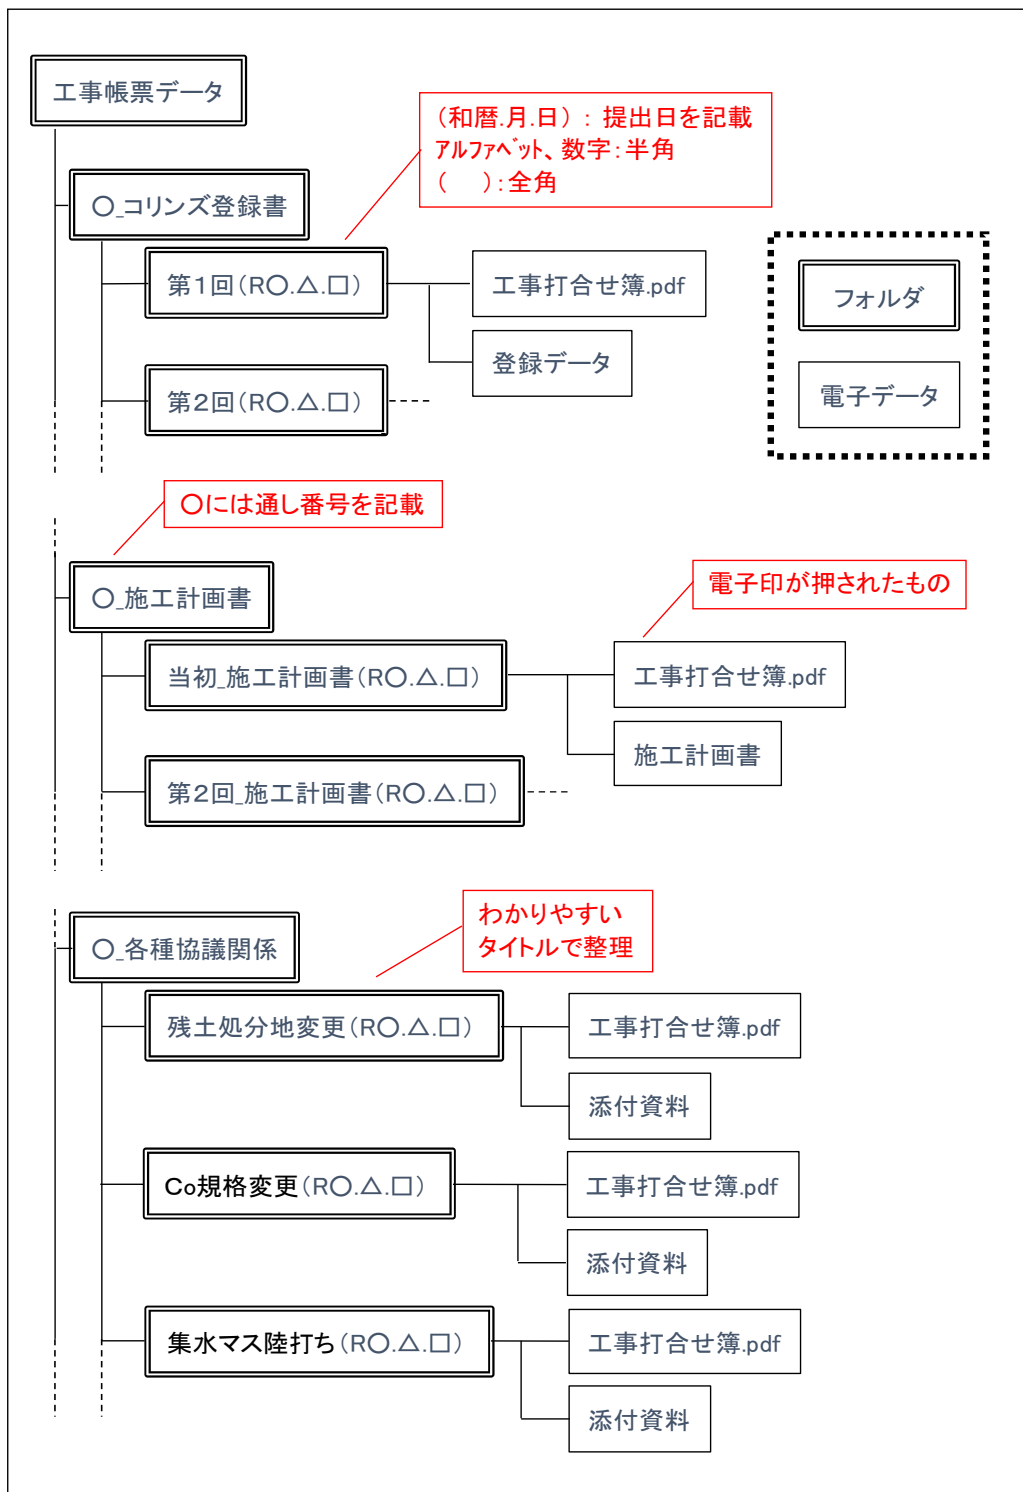 工事帳票データ
(和暦.月.日)：提出日を記載
ｱﾙﾌｧﾍﾞｯﾄ、数字：半角
(　)：全角
〇_コリンズ登録書
第１回（R〇.△.□）
工事打合せ簿.pdf
登録データ
第２回（R〇.△.□）
フォルダ
電子データ
〇には通し番号を記載
〇_施工計画書
電子印が押されたもの
当初_施工計画書（R〇.△.□）
工事打合せ簿.pdf
施工計画書
第２回_施工計画書（R〇.△.□）
わかりやすい
タイトルで整理
〇_各種協議関係
残土処分地変更（R〇.△.□）
工事打合せ簿.pdf
添付資料
Co規格変更（R〇.△.□）
工事打合せ簿.pdf
添付資料
集水マス陸打ち（R〇.△.□）
工事打合せ簿.pdf
添付資料